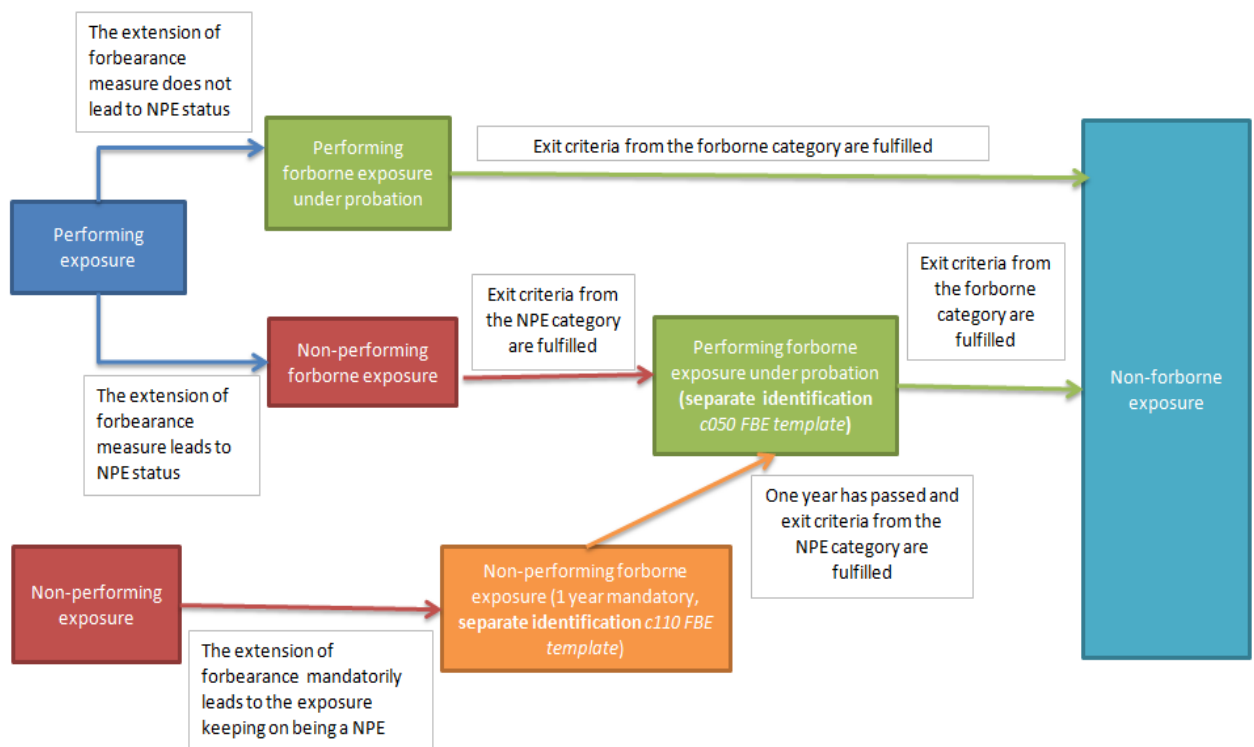 The extension of
forbearance
measure does not
lead to NPE status
Performing
forborne exposure
under probation
Exit criteria from the forborne category are fulfilled
Performing
exposure
Exit criteria from
the NPE category
are fulfilled
Exit criteria from
the forborne
category are
fulfilled
Non-performing
forborne exposure
Performing forborne
exposure under probation
(separate identification
c050 FBE template)
Non-forborne
exposure
The extension of
forbearance
measure leads to
NPE status
One year has passed and
exit criteria from the
NPE category are
fulfilled
Non-performing
exposure
Non-performing forborne
exposure (1 year mandatory,
separate identification c110 FBE
template)
The extension of
forbearance mandatorily
leads to the exposure
keeping on being a NPE